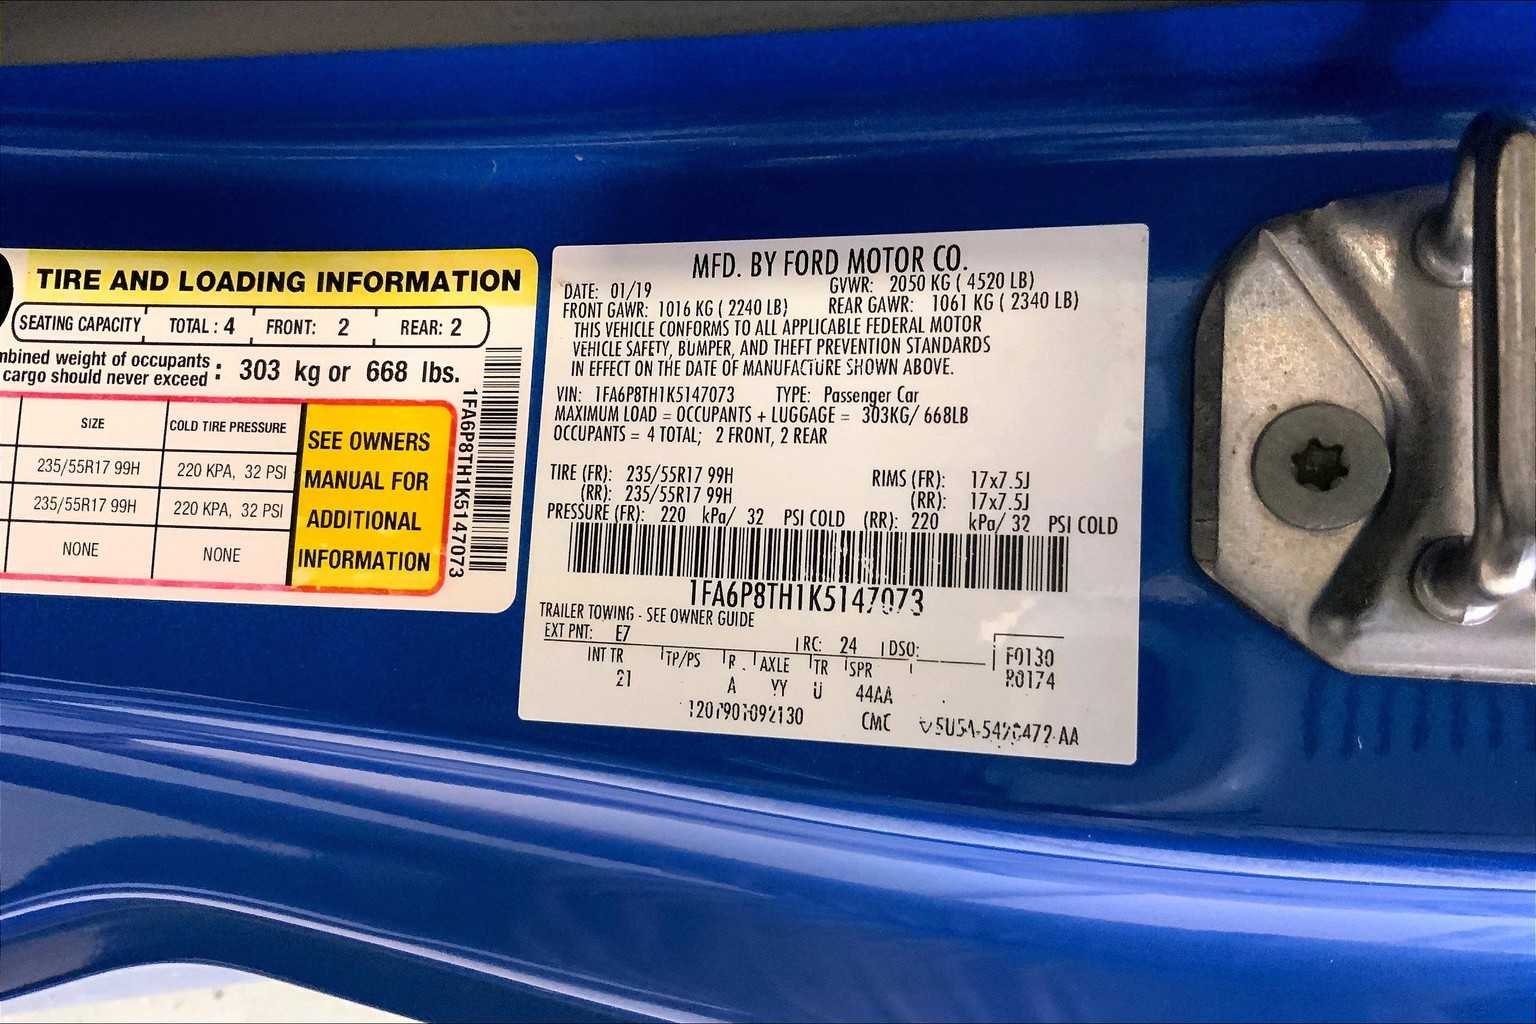 TIRE AND LOADING INFORMATION
SEATING CAPACITY TOTAL : 4 FRONT: 2 REAR: 2
weight of occupants :
cargo should never exceed 303 kg or 668 lbs.
SIZE COLD TIRE PRESSURE
235/55R17 99H 220 KPA, 32 PSI
235/55R17 99H 220 KPA, 32 PSI
NONE NONE
SEE OWNERS
MANUAL FOR
ADDITIONAL
INFORMATION
1FA6P8TH1K5147073
MFD. BY FORD MOTOR CO.
DATE: 01/19 GVWR: 2050 KG ( 4520 LB)
FRONT GAWR: 1016 KG ( 2240 LB) REAR GAWR: 1061 KG ( 2340 LB)
THIS VEHICLE CONFORMS TO ALL APPLICABLE FEDERAL MOTOR
VEHICLE SAFETY, BUMPER, AND THEFT PREVENTION STANDARDS
IN EFFECT ON THE DATE OF MANUFACTURE SHOWN ABOVE.
VIN: 1FA6P8TH1K5147073 TYPE: Passenger Car
MAXIMUM LOAD = OCCUPANTS + LUGGAGE = 303KG/ 668LB
OCCUPANTS = 4 TOTAL; 2 FRONT, 2 REAR
TIRE (FR): 235/55R17 99H RIMS (FR): 17x7.5J
(RR): 235/55R17 99H (RR): 17x7.5J
PRESSURE (FR): 220 kPa/ 32 PSI COLD (RR): 220 kPa/ 32 PSI COLD
1FA6P8TH1K5147073
TRAILER TOWING - SEE OWNER GUIDE
EXT PNT: E7 RC: 24 DSO: F0130
INT TR TP/PS R AXLE TR SPR R0174
21 A YY U 44AA
CMC